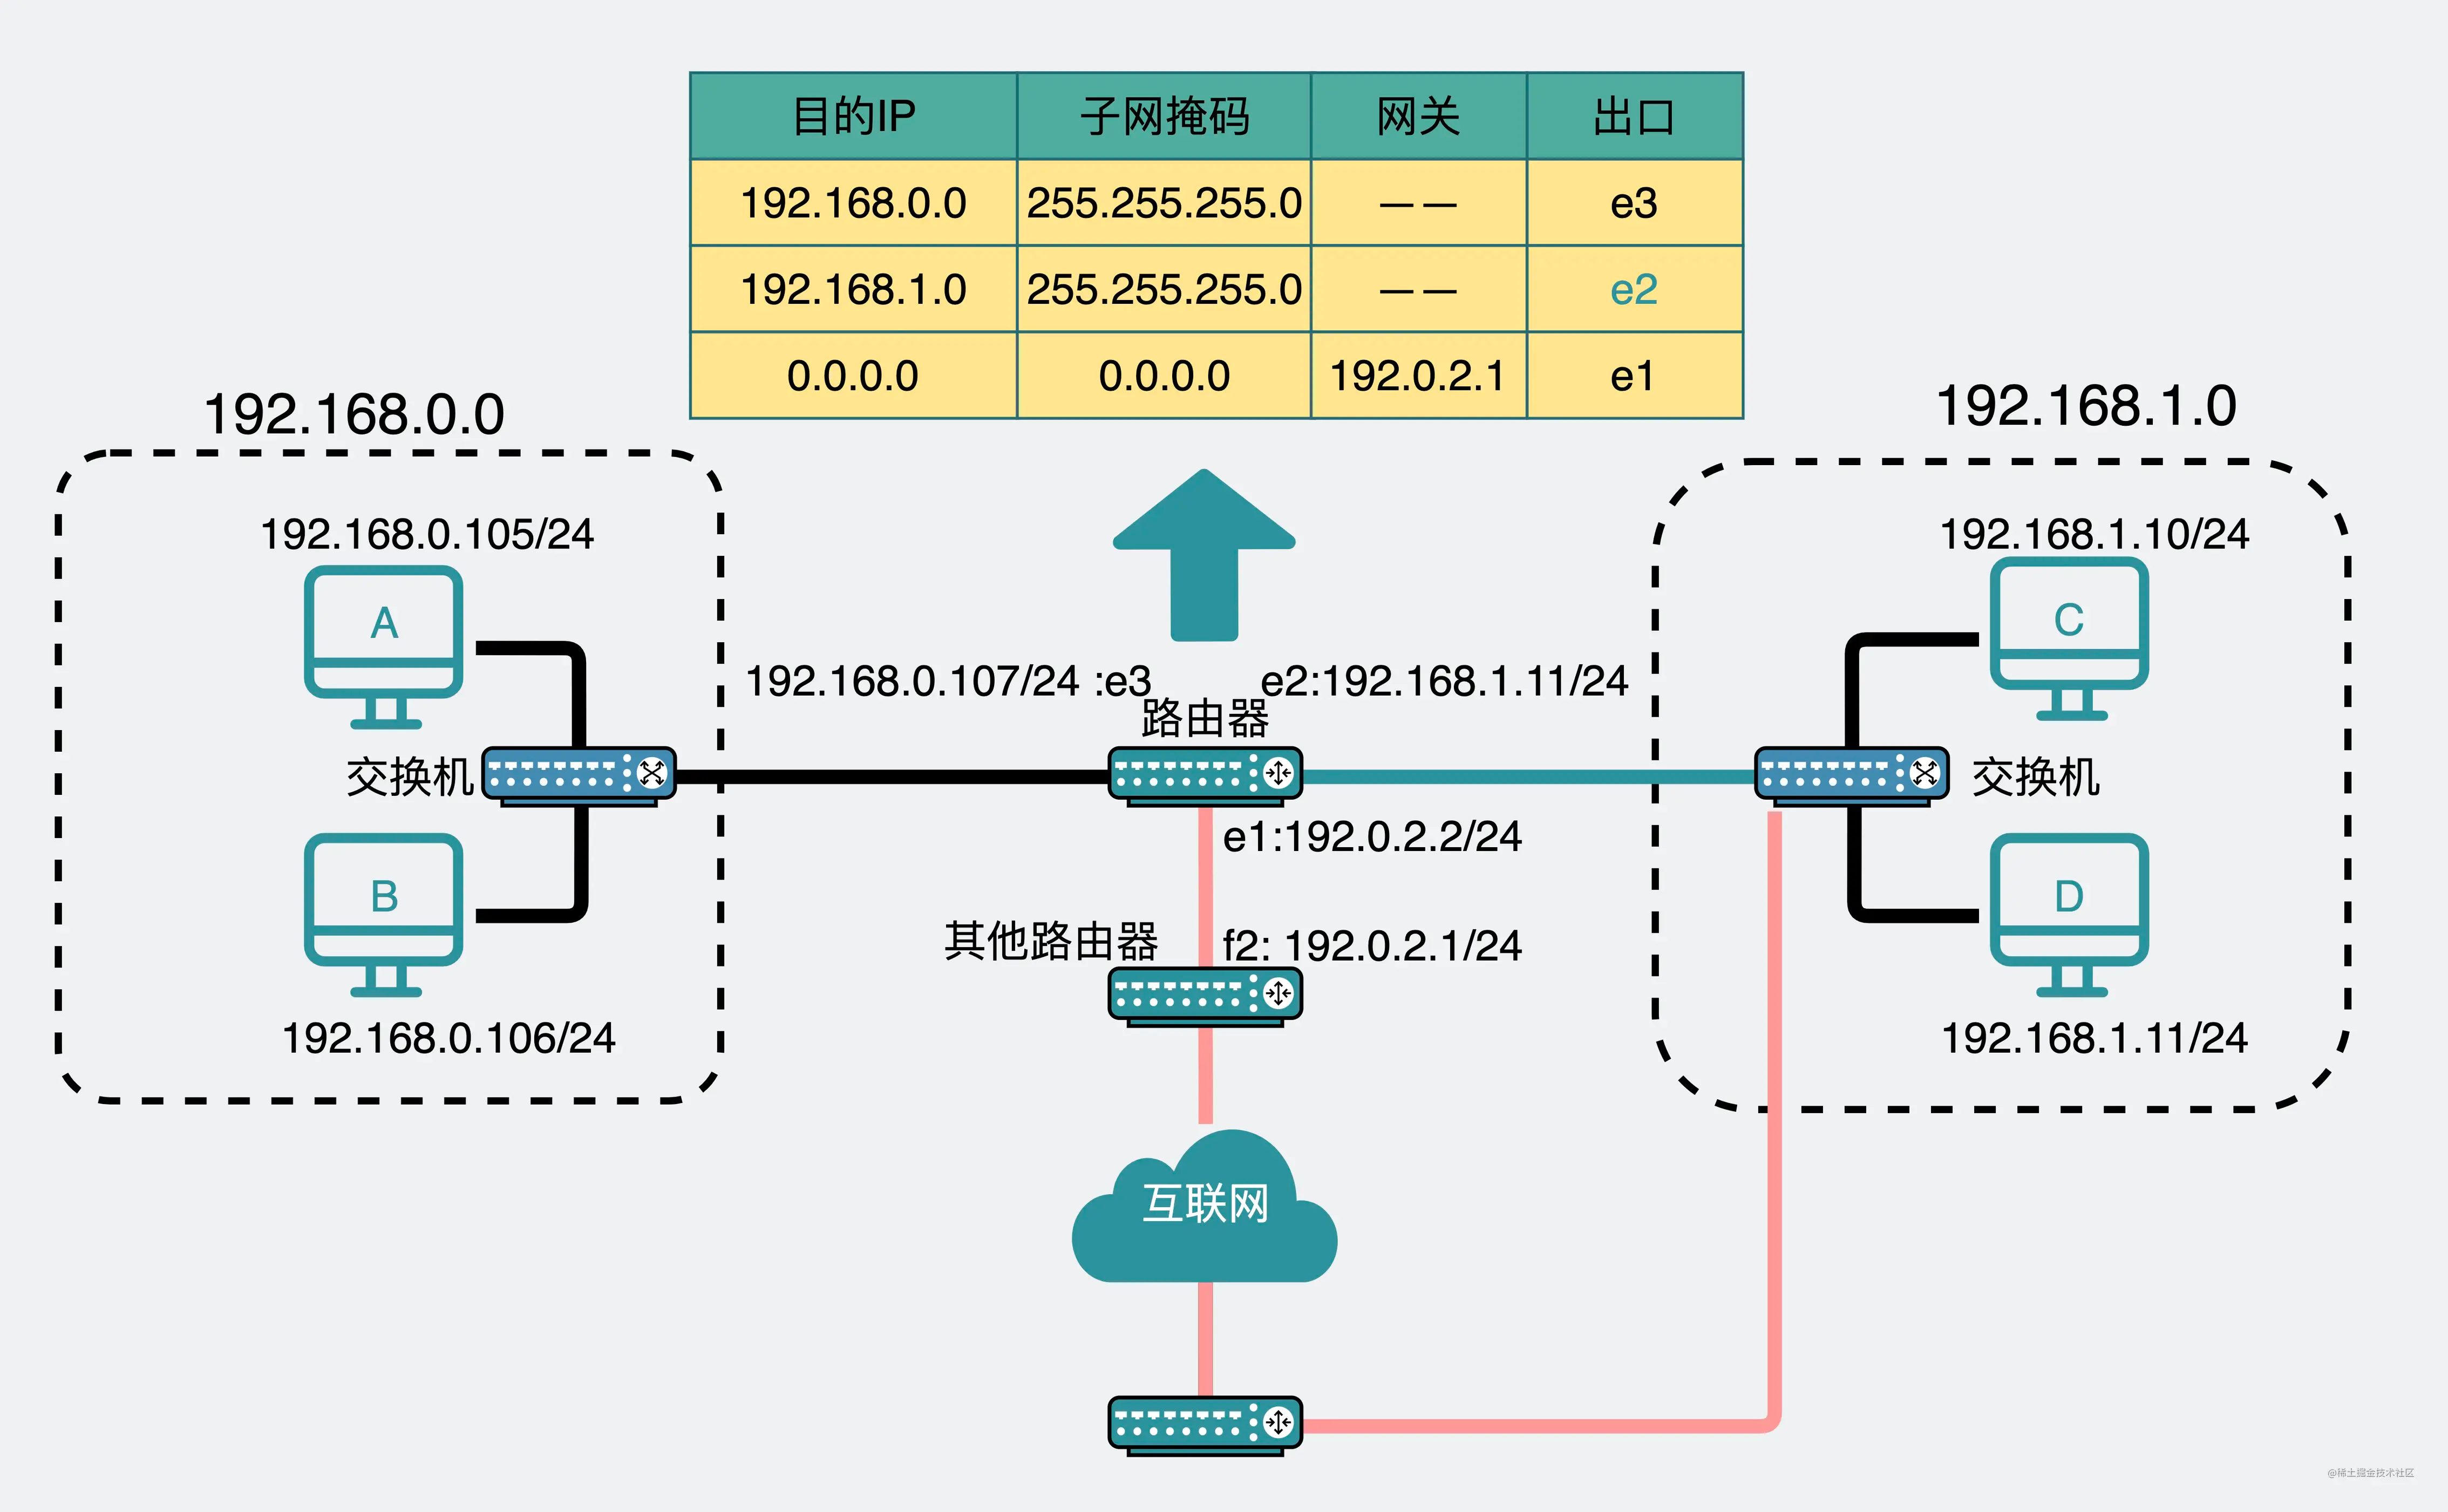 目的IP 子网掩码 网关 出口
192.168.0.0 255.255.255.0 —— e3
192.168.1.0 255.255.255.0 —— e2
0.0.0.0 0.0.0.0 192.0.2.1 e1
192.168.0.0
192.168.1.0
192.168.0.105/24
192.168.1.10/24
A
C
192.168.0.107/24 :e3
e2:192.168.1.11/24
路由器
交换机
交换机
e1:192.0.2.2/24
B
D
其他路由器
f2: 192.0.2.1/24
192.168.0.106/24
192.168.1.11/24
互联网
@稀土掘金技术社区